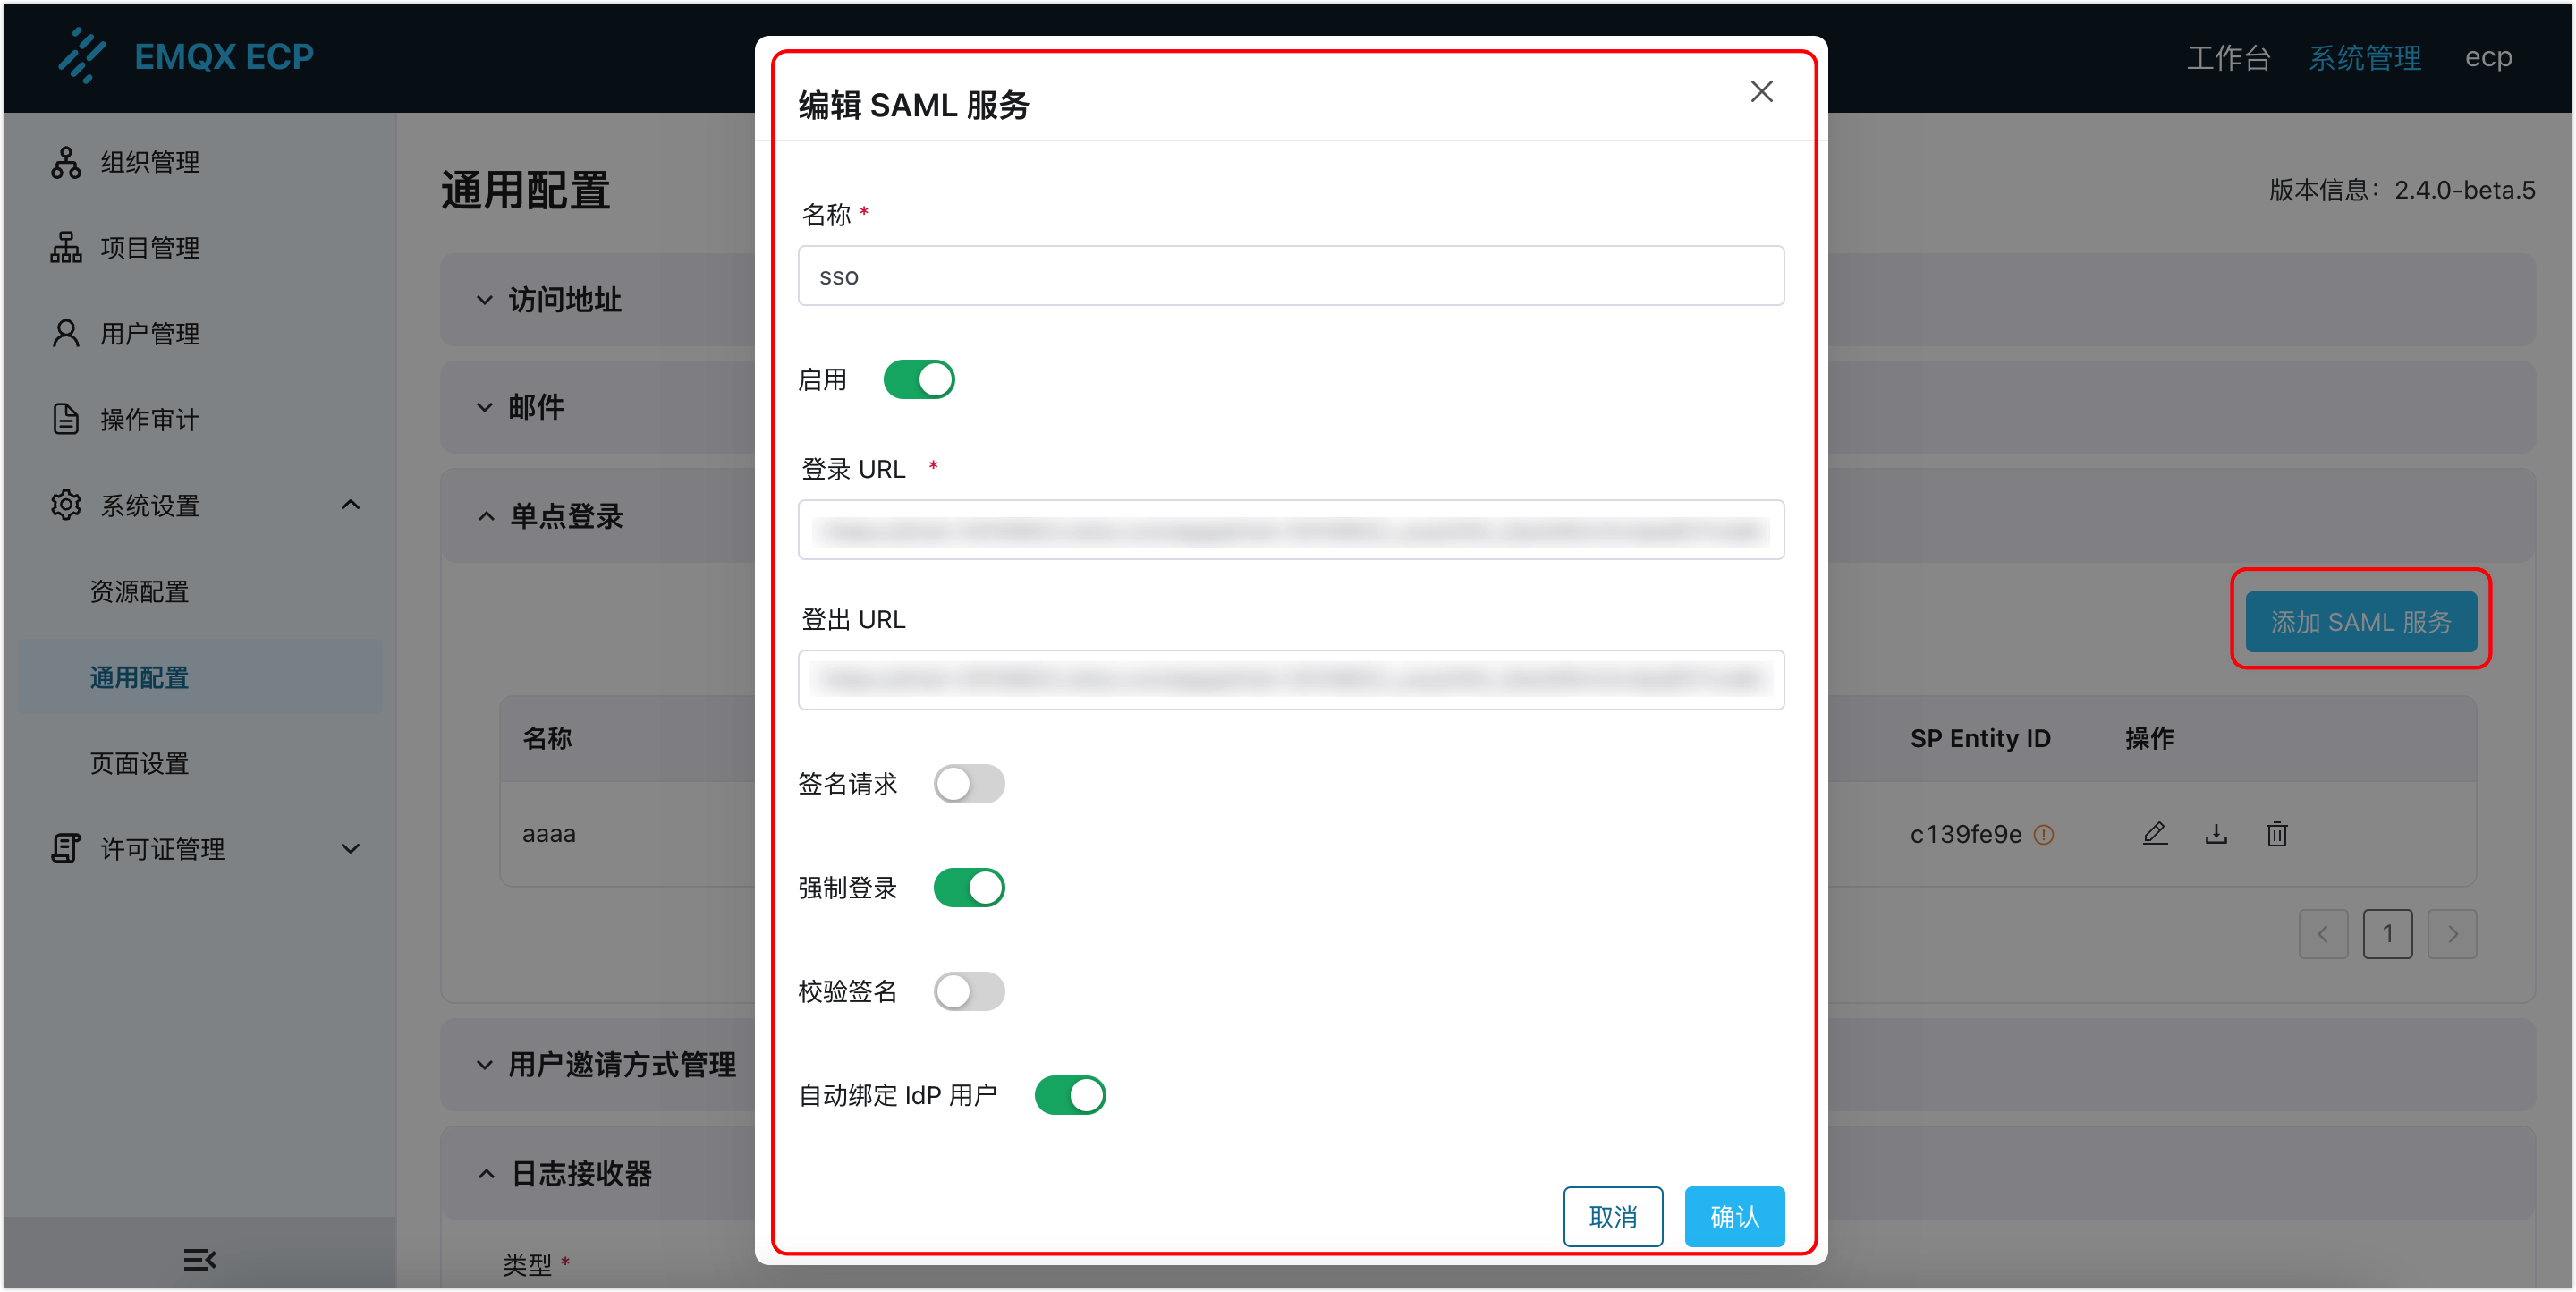 EMQX ECP
工作台
系统管理
ecp
组织管理
项目管理
用户管理
操作审计
系统设置
资源配置
通用配置
页面设置
许可证管理
通用配置
版本信息：2.4.0-beta.5
访问地址
邮件
单点登录
添加 SAML 服务
名称
SP Entity ID
操作
aaaa
c139fe9e
1
用户邀请方式管理
日志接收器
类型 *
编辑 SAML 服务
名称 *
sso
启用
登录 URL *
登出 URL
签名请求
强制登录
校验签名
自动绑定 IdP 用户
取消
确认